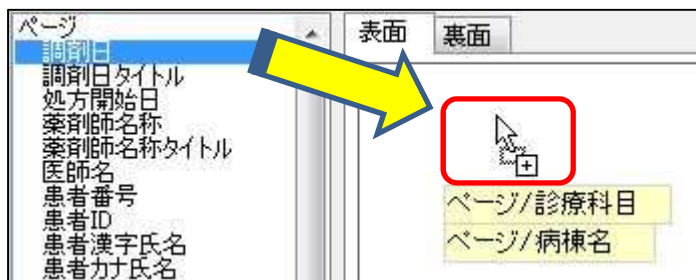 ページ
調剤日
調剤日タイトル
処方開始日
薬剤師名称
薬剤師名称タイトル
医師名
患者番号
患者ID
患者漢字氏名
患者カナ氏名
表面
裏面
ページ/診療科目
ページ/病棟名